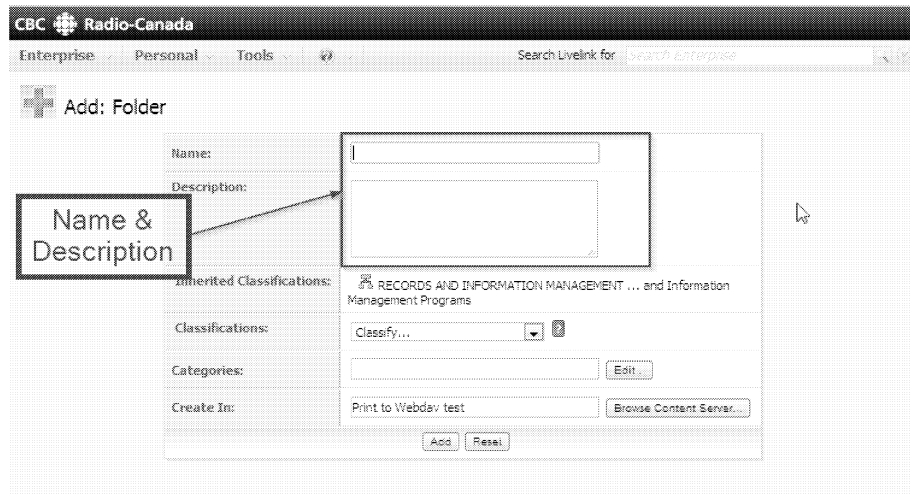 CBC Radio-Canada
Enterprise Personal Tools Search Livelink for Search Enterprise
Add: Folder
Name:
Description:
Name &
Description
Inherited Classifications: RECORDS AND INFORMATION MANAGEMENT ... and Information
Management Programs
Classifications: Classify... ?
Categories: Edit...
Create In: Print to Webdav test Browse Content Server...
Add Reset